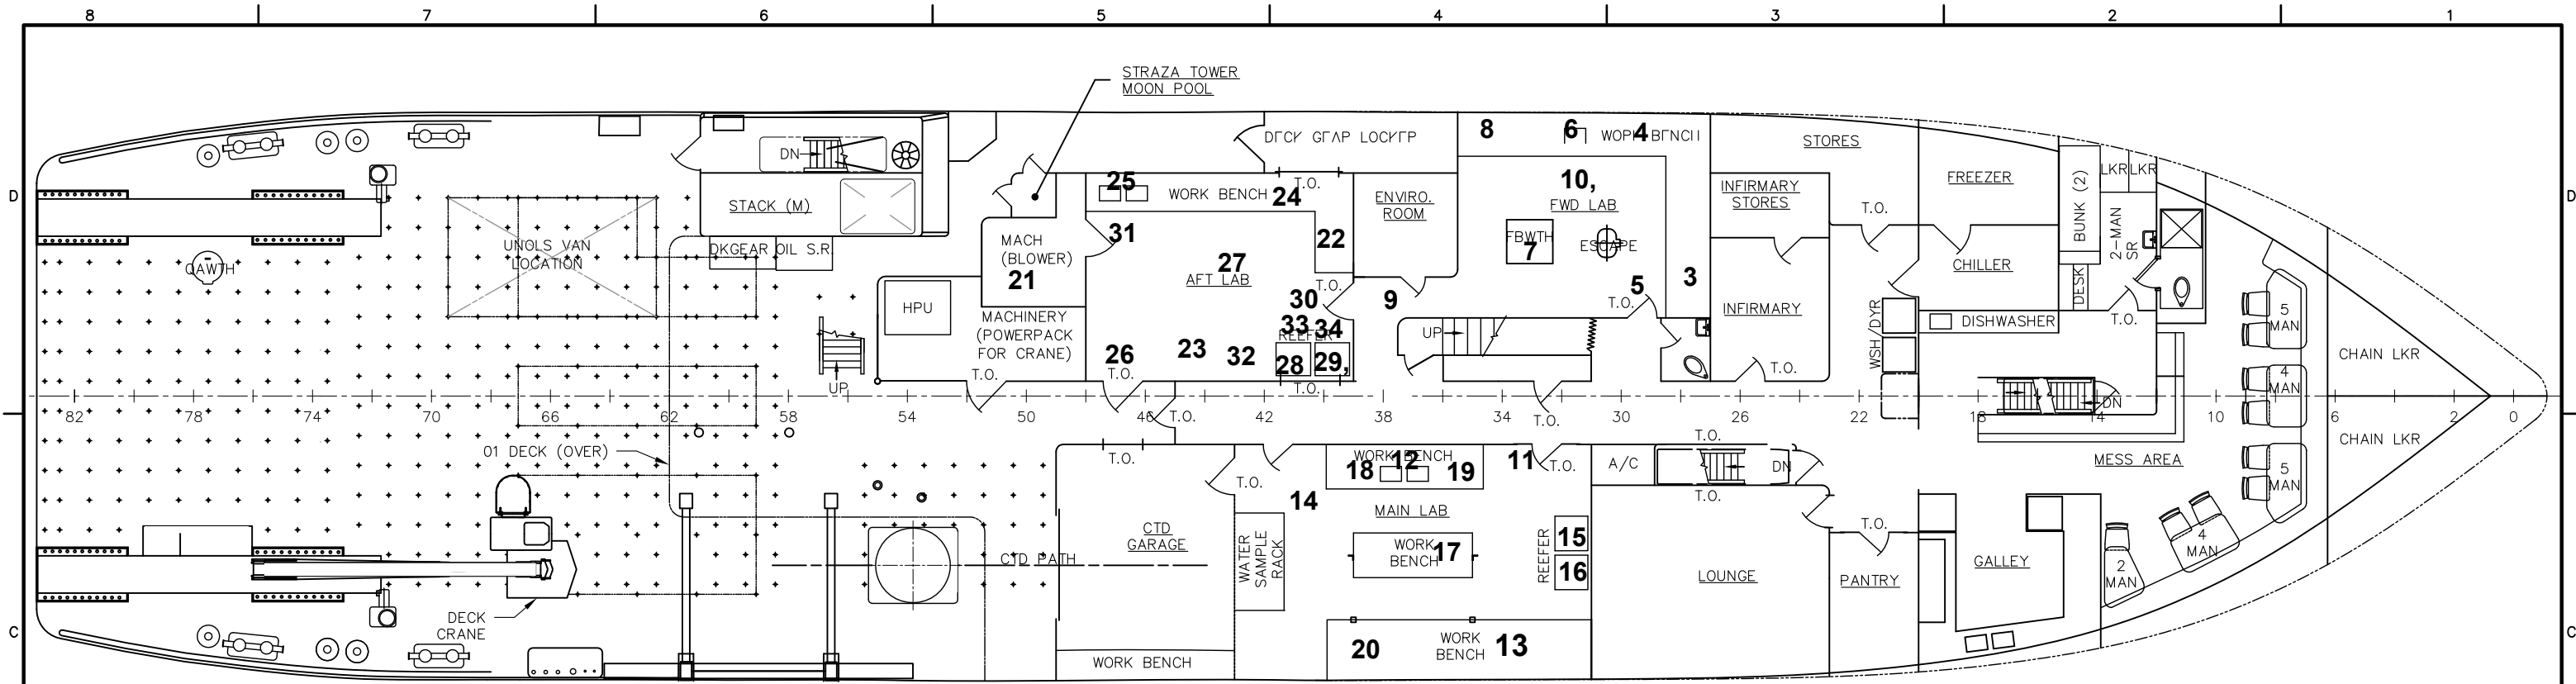 8 7 6 5 4 3 2 1
STRAZA TOWER
MOON POOL
D
D
DN
STACK (M)
UNOLS VAN
LOCATION
DKGEAR OIL S.R.
QAWTH
HPU
UP
MACH
(BLOWER)
21
MACHINERY
(POWERPACK
FOR CRANE)
T.O.
25
WORK BENCH
24
T.O.
31
22
27
AFT LAB
T.O.
30
33 34
REEFER
26
T.O.
23
32
28
29,
T.O.
T.O.
ENVIRO.
ROOM
9
8
6
4
10,
FWD LAB
FBWTH
7
ESCAPE
5
3
T.O.
UP
T.O.
STORES
INFIRMARY
STORES
T.O.
INFIRMARY
T.O.
WSH/DYR
FREEZER
CHILLER
DISHWASHER
BUNK (2)
LKR LKR
2-MAN
SR
DESK
T.O.
DN
5
MAN
4
MAN
5
MAN
4
MAN
2
MAN
CHAIN LKR
CHAIN LKR
MESS AREA
82 78 74 70 66 62 58 54 50 46 42 38 34 30 26 22 18 14 10 6 2 0
01 DECK (OVER)
DECK
CRANE
CTD PATH
T.O.
CTD
GARAGE
WORK BENCH
T.O.
WATER
SAMPLE
RACK
14
WORK BENCH
18
12
19
11
T.O.
MAIN LAB
WORK
BENCH
17
REEFER
15
16
20
WORK
BENCH
13
A/C
T.O.
DN
T.O.
LOUNGE
T.O.
PANTRY
GALLEY
C
C